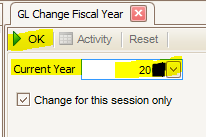 GL Change Fiscal Year
OK Activity Reset
Current Year 20
Change for this session only